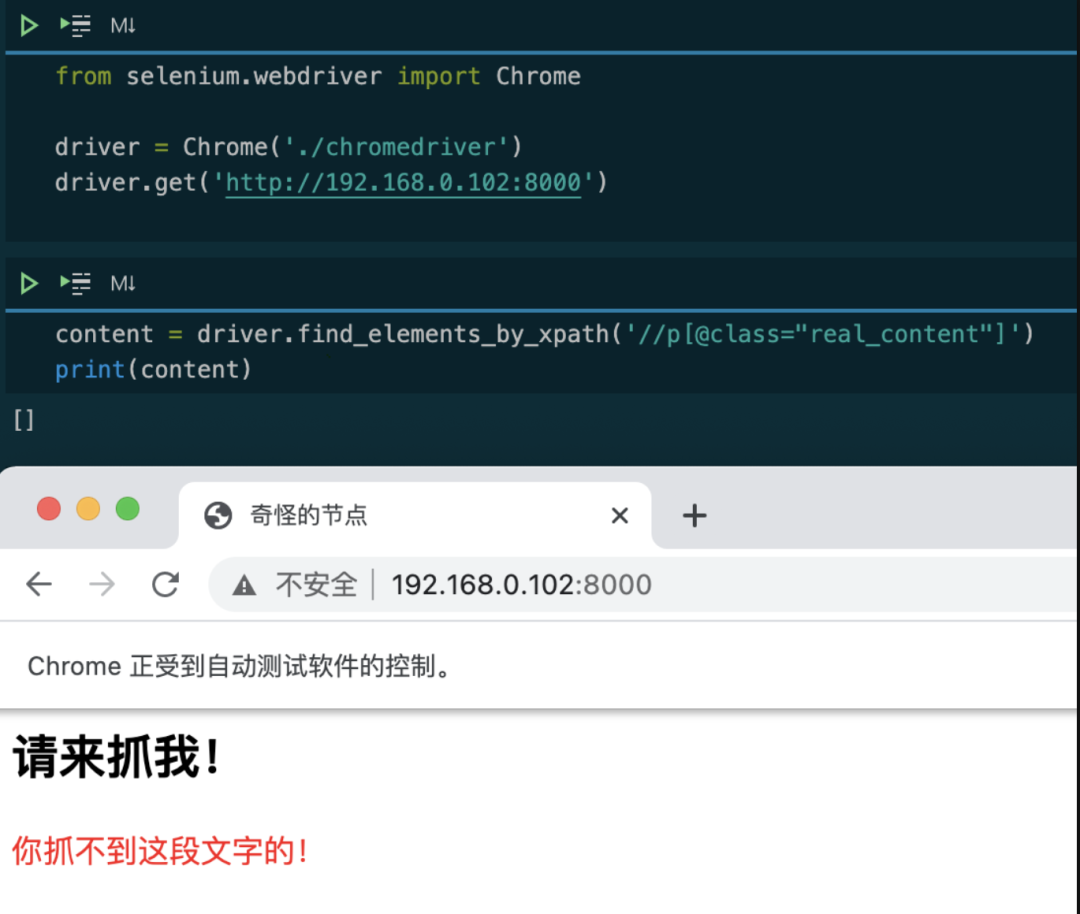 M↓
from selenium.webdriver import Chrome
driver = Chrome('./chromedriver')
driver.get('http://192.168.0.102:8000')
M↓
content = driver.find_elements_by_xpath('//p[@class="real_content"]')
print(content)
[]
奇怪的节点
不安全 | 192.168.0.102:8000
Chrome 正受到自动测试软件的控制。
请来抓我！
你抓不到这段文字的！